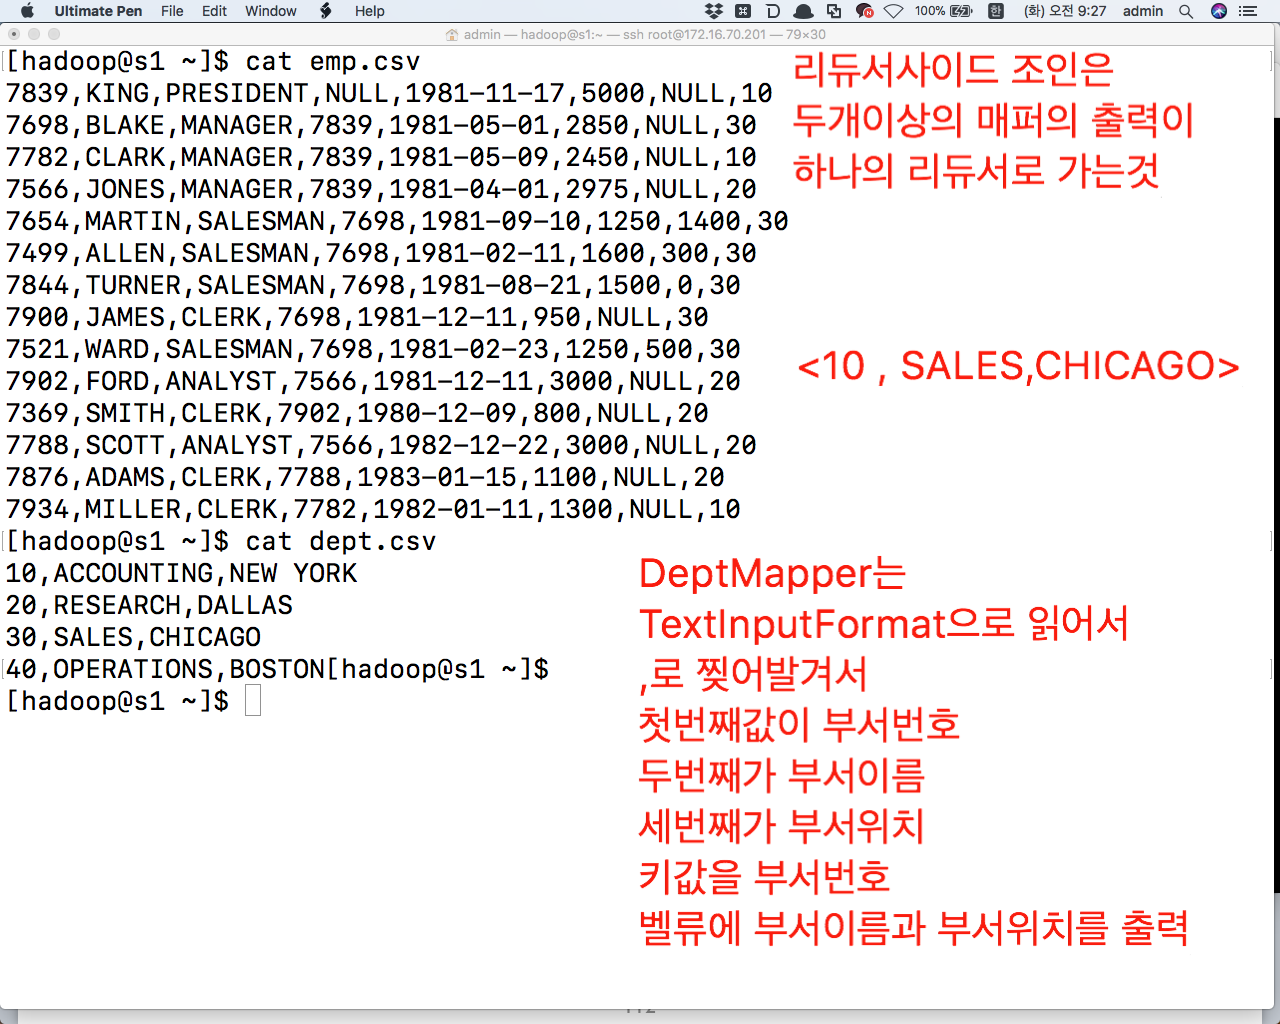 Ultimate Pen File Edit Window Help 100% 한 (화) 오전 9:27 admin
admin — hadoop@s1:~ — ssh root@172.16.70.201 — 79×30
[hadoop@s1 ~]$ cat emp.csv
7839,KING,PRESIDENT,NULL,1981-11-17,5000,NULL,10
7698,BLAKE,MANAGER,7839,1981-05-01,2850,NULL,30
7782,CLARK,MANAGER,7839,1981-05-09,2450,NULL,10
7566,JONES,MANAGER,7839,1981-04-01,2975,NULL,20
7654,MARTIN,SALESMAN,7698,1981-09-10,1250,1400,30
7499,ALLEN,SALESMAN,7698,1981-02-11,1600,300,30
7844,TURNER,SALESMAN,7698,1981-08-21,1500,0,30
7900,JAMES,CLERK,7698,1981-12-11,950,NULL,30
7521,WARD,SALESMAN,7698,1981-02-23,1250,500,30
7902,FORD,ANALYST,7566,1981-12-11,3000,NULL,20
7369,SMITH,CLERK,7902,1980-12-09,800,NULL,20
7788,SCOTT,ANALYST,7566,1982-12-22,3000,NULL,20
7876,ADAMS,CLERK,7788,1983-01-15,1100,NULL,20
7934,MILLER,CLERK,7782,1982-01-11,1300,NULL,10
[hadoop@s1 ~]$ cat dept.csv
10,ACCOUNTING,NEW YORK
20,RESEARCH,DALLAS
30,SALES,CHICAGO
40,OPERATIONS,BOSTON[hadoop@s1 ~]$
[hadoop@s1 ~]$
리듀서사이드 조인은
두개이상의 매퍼의 출력이
하나의 리듀서로 가는것
<10 , SALES,CHICAGO>
DeptMapper는
TextInputFormat으로 읽어서
,로 찢어발겨서
첫번째값이 부서번호
두번째가 부서이름
세번째가 부서위치
키값을 부서번호
벨류에 부서이름과 부서위치를 출력